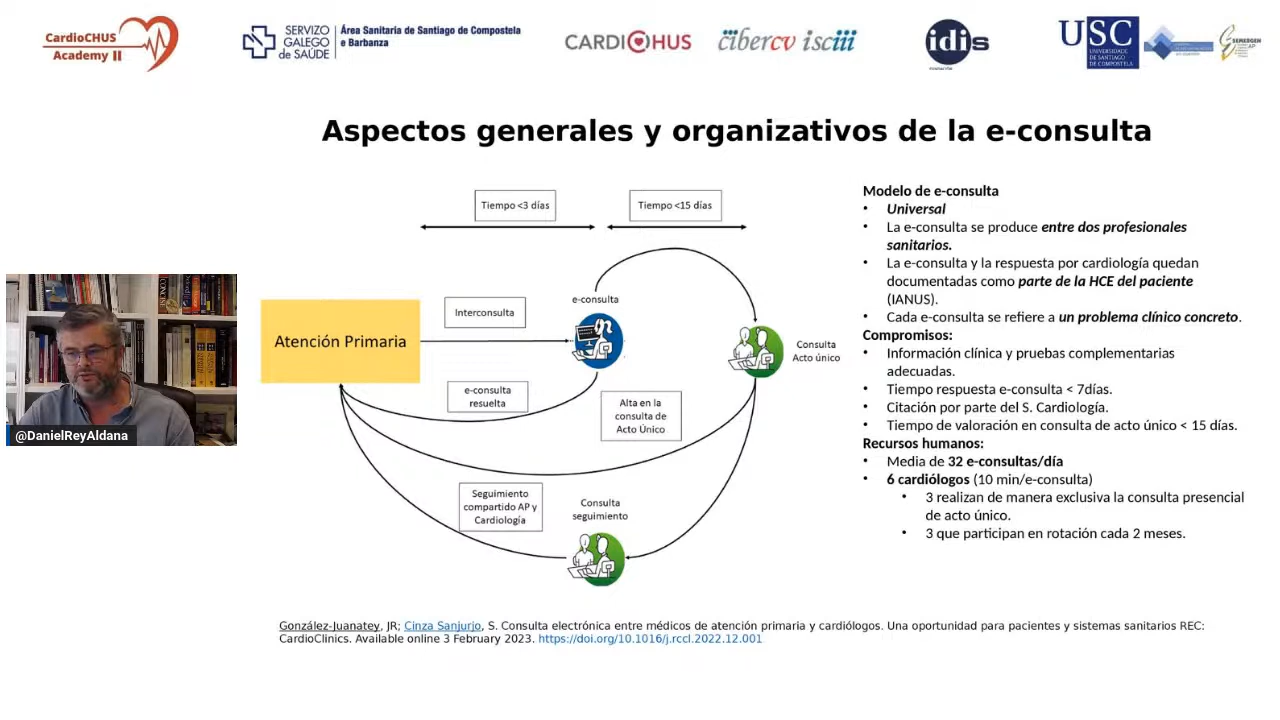 CardioCHUS
Academy II
SERVIZO
GALEGO
de SAÚDE
Área Sanitaria de Santiago de Compostela
e Barbanza
CARDIOCHUS
cibercv isciii
idis
USC
UNIVERSIDADE
DE SANTIAGO
DE COMPOSTELA
SEMERGEN
Aspectos generales y organizativos de la e-consulta
Tiempo <3 días
Tiempo <15 días
e-consulta
Interconsulta
Atención Primaria
Consulta
Acto único
e-consulta
resuelta
Alta en la
consulta de
Acto Único
Seguimiento
compartido AP y
Cardiología
Consulta
seguimiento
Modelo de e-consulta
• Universal
• La e-consulta se produce entre dos profesionales
sanitarios.
• La e-consulta y la respuesta por cardiología quedan
documentadas como parte de la HCE del paciente
(IANUS).
• Cada e-consulta se refiere a un problema clínico concreto.
Compromisos:
• Información clínica y pruebas complementarias
adecuadas.
• Tiempo respuesta e-consulta < 7días.
• Citación por parte del S. Cardiología.
• Tiempo de valoración en consulta de acto único < 15 días.
Recursos humanos:
• Media de 32 e-consultas/día
• 6 cardiólogos (10 min/e-consulta)
• 3 realizan de manera exclusiva la consulta presencial
de acto único.
• 3 que participan en rotación cada 2 meses.
@DanielReyAldana
González-Juanatey, JR; Cinza Sanjurjo, S. Consulta electrónica entre médicos de atención primaria y cardiólogos. Una oportunidad para pacientes y sistemas sanitarios REC:
CardioClinics. Available online 3 February 2023. https://doi.org/10.1016/j.rccl.2022.12.001